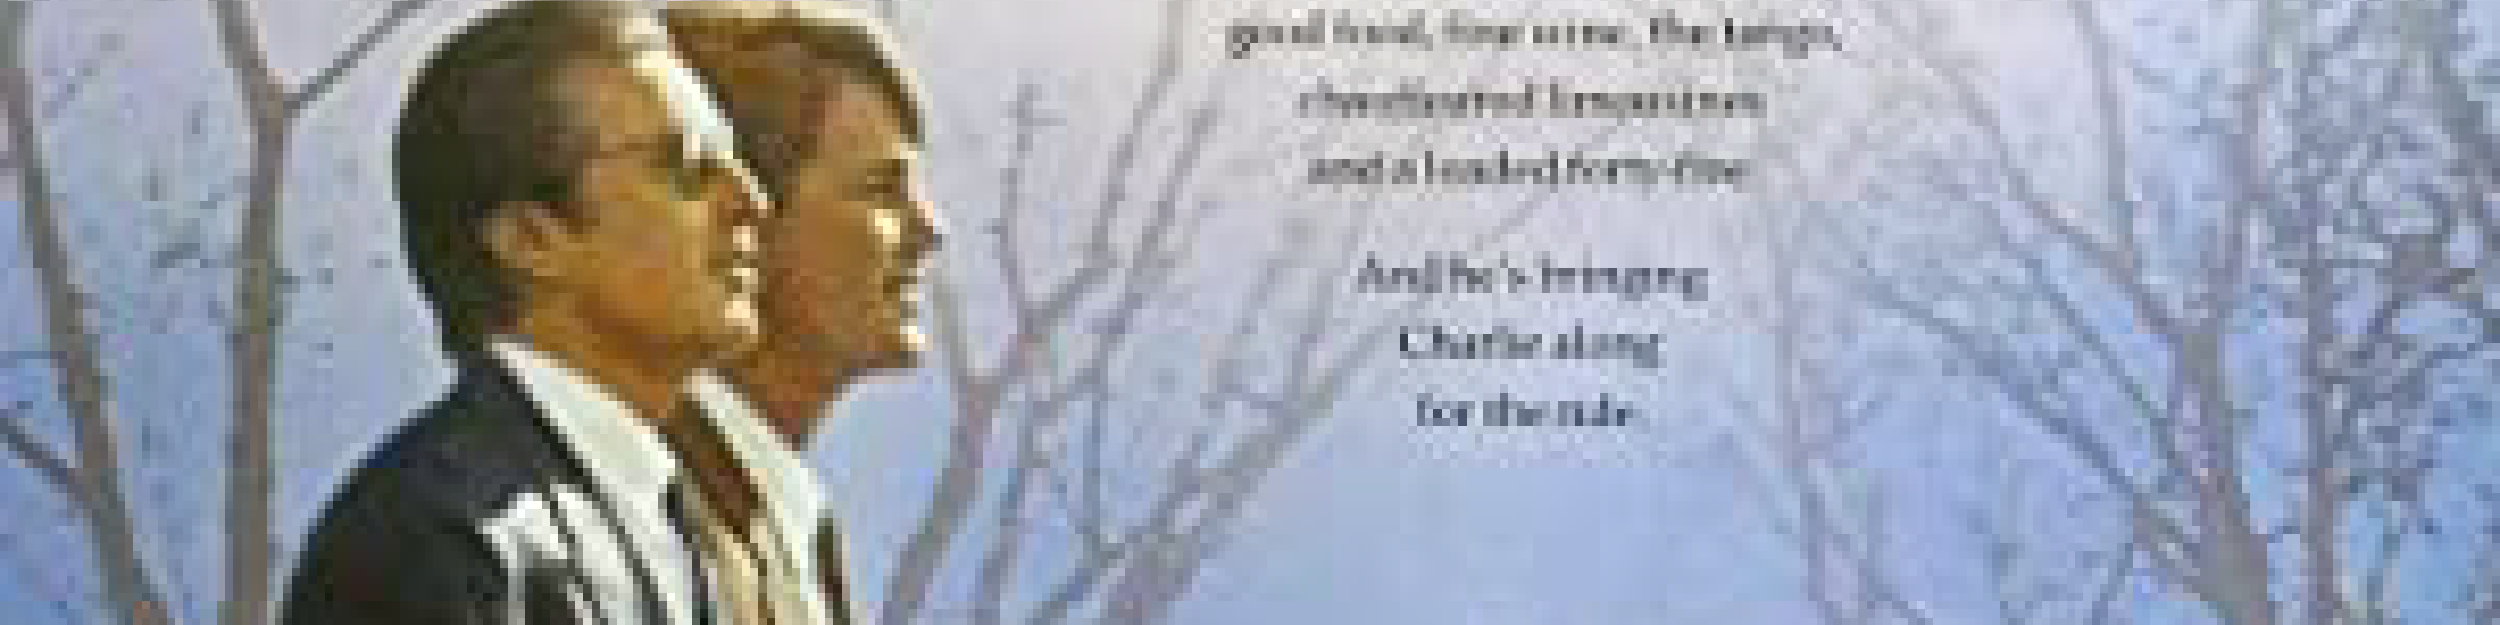 good food, fine wine, the tango,
chauffeured limousines
and a loaded forty-five
And he's bringing
Charlie along
for the ride.